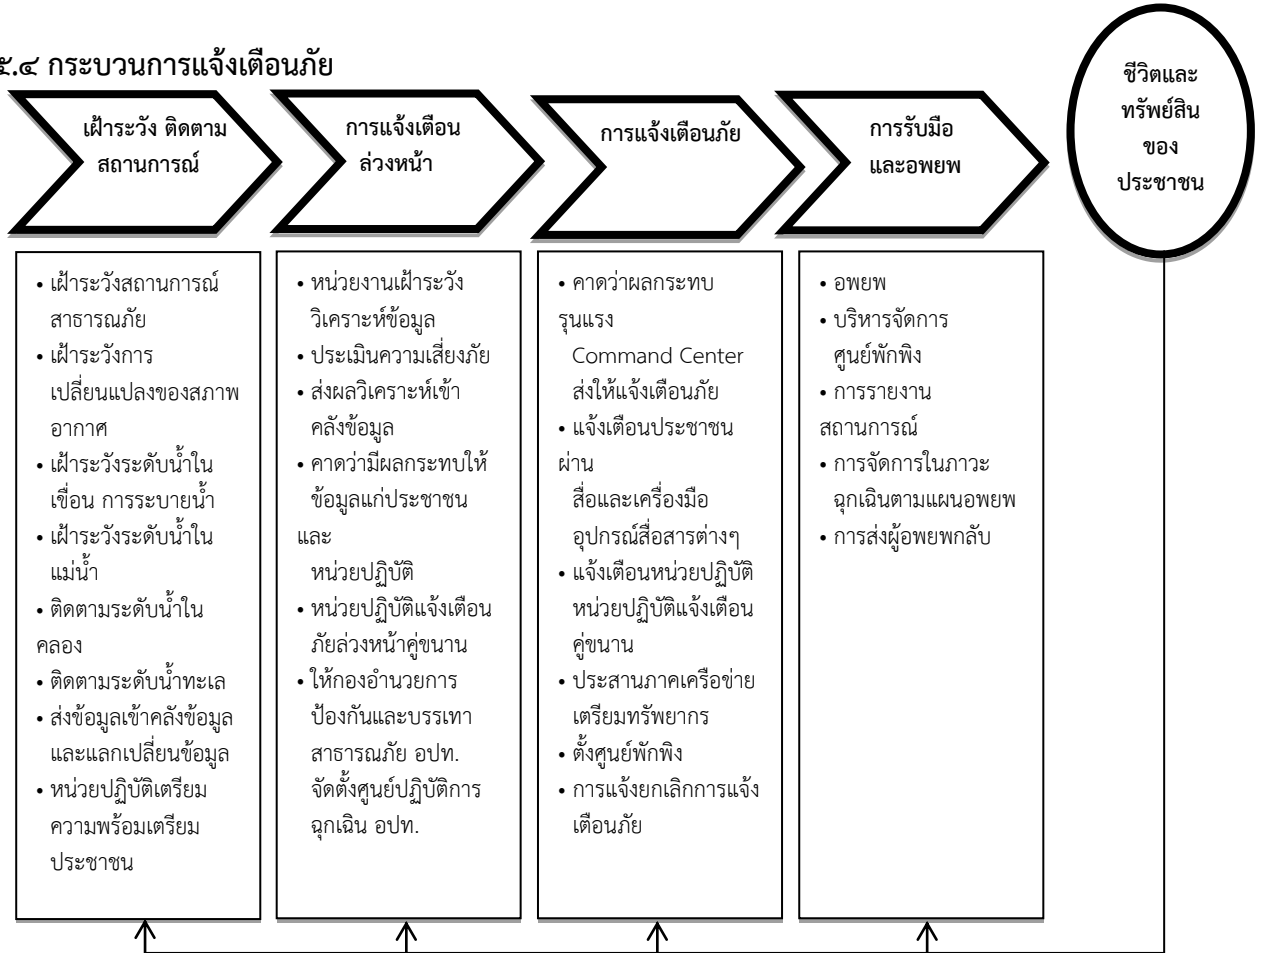 ๕.๔ กระบวนการแจ้งเตือนภัย
เฝ้าระวัง ติดตาม
สถานการณ์
การแจ้งเตือน
ล่วงหน้า
การแจ้งเตือนภัย
การรับมือ
และอพยพ
ชีวิตและ
ทรัพย์สิน
ของ
ประชาชน
• เฝ้าระวังสถานการณ์
สาธารณภัย
• เฝ้าระวังการ
เปลี่ยนแปลงของสภาพ
อากาศ
• เฝ้าระวังระดับน้ำใน
เขื่อน การระบายน้ำ
• เฝ้าระวังระดับน้ำใน
แม่น้ำ
• ติดตามระดับน้ำใน
คลอง
• ติดตามระดับน้ำทะเล
• ส่งข้อมูลเข้าคลังข้อมูล
และแลกเปลี่ยนข้อมูล
• หน่วยปฏิบัติเตรียม
ความพร้อมเตรียม
ประชาชน
• หน่วยงานเฝ้าระวัง
วิเคราะห์ข้อมูล
• ประเมินความเสี่ยงภัย
• ส่งผลวิเคราะห์เข้า
คลังข้อมูล
• คาดว่ามีผลกระทบให้
ข้อมูลแก่ประชาชน
และ
หน่วยปฏิบัติ
• หน่วยปฏิบัติแจ้งเตือน
ภัยล่วงหน้าคู่ขนาน
• ให้กองอำนวยการ
ป้องกันและบรรเทา
สาธารณภัย อปท.
จัดตั้งศูนย์ปฏิบัติการ
ฉุกเฉิน อปท.
• คาดว่าผลกระทบ
รุนแรง
Command Center
ส่งให้แจ้งเตือนภัย
• แจ้งเตือนประชาชน
ผ่าน
สื่อและเครื่องมือ
อุปกรณ์สื่อสารต่างๆ
• แจ้งเตือนหน่วยปฏิบัติ
หน่วยปฏิบัติแจ้งเตือน
คู่ขนาน
• ประสานภาคเครือข่าย
เตรียมทรัพยากร
• ตั้งศูนย์พักพิง
• การแจ้งยกเลิกการแจ้ง
เตือนภัย
• อพยพ
• บริหารจัดการ
ศูนย์พักพิง
• การรายงาน
สถานการณ์
• การจัดการในภาวะ
ฉุกเฉินตามแผนอพยพ
• การส่งผู้อพยพกลับ